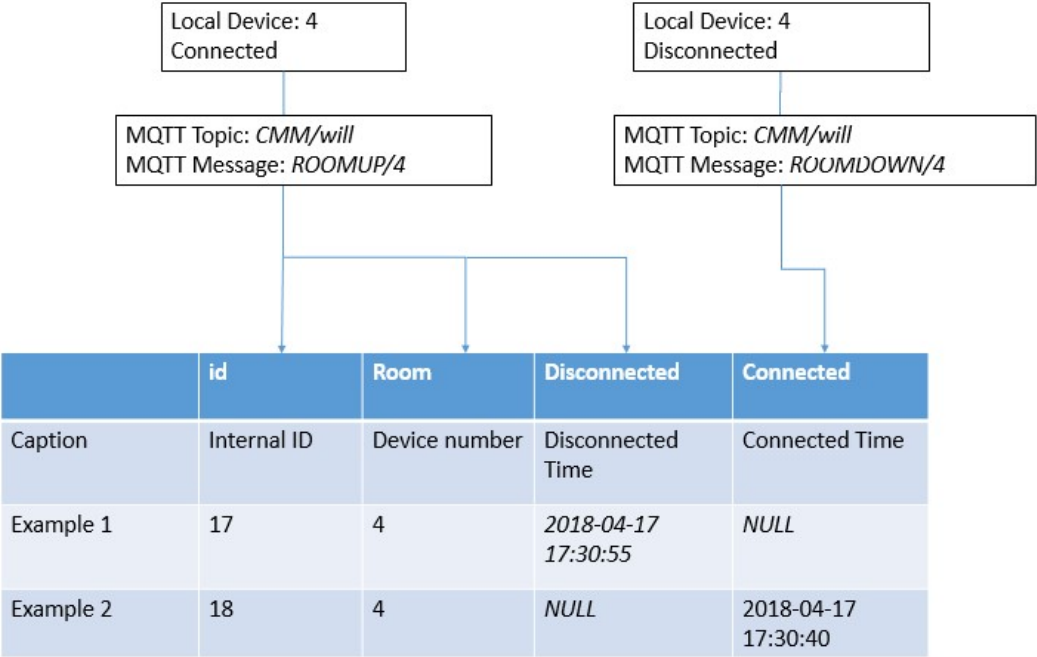 Local Device: 4
Connected
Local Device: 4
Disconnected
MQTT Topic: CMM/will
MQTT Message: ROOMUP/4
MQTT Topic: CMM/will
MQTT Message: ROOMDOWN/4
id Room Disconnected Connected
Caption Internal ID Device number Disconnected Connected Time
Time
Example 1 17 4 2018-04-17 NULL
17:30:55
Example 2 18 4 NULL 2018-04-17
17:30:40